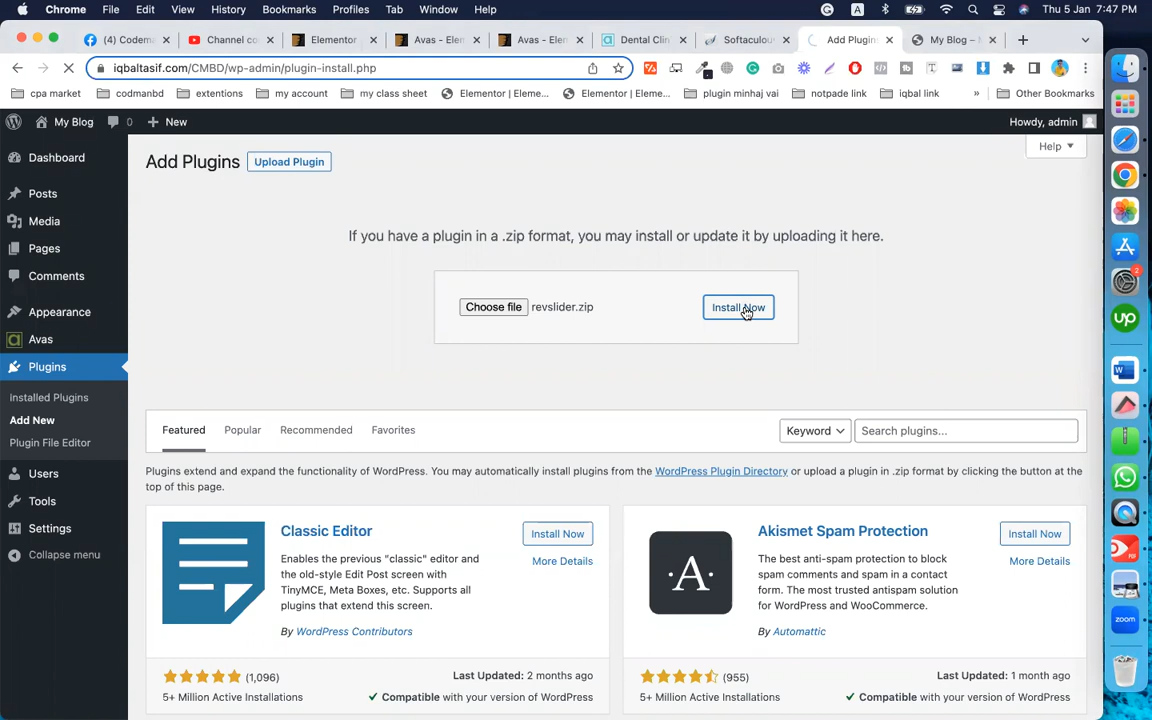 Chrome File Edit View History Bookmarks Profiles Tab Window Help
A Thu 5 Jan 7:47 PM
(4) Codema
Channel co
Elementor
Avas - Ele
Avas - Ele
Dental Clin
Softaculou
Add Plugin
My Blog –
iqbaltasif.com/CMBD/wp-admin/plugin-install.php
cpa market codmanbd extentions my account my class sheet Elementor | Eleme... Elementor | Eleme... plugin minhaj vai notpade link iqbal link » Other Bookmarks
My Blog 0 New
Howdy, admin
Dashboard
Posts
Media
Pages
Comments
Appearance
Avas
Plugins
Installed Plugins
Add New
Plugin File Editor
Users
Tools
Settings
Collapse menu
Add Plugins Upload Plugin
Help
If you have a plugin in a .zip format, you may install or update it by uploading it here.
Choose file revslider.zip Install Now
Featured Popular Recommended Favorites Keyword Search plugins...
Plugins extend and expand the functionality of WordPress. You may automatically install plugins from the WordPress Plugin Directory or upload a plugin in .zip format by clicking the button at the
top of this page.
Classic Editor
Install Now
More Details
Enables the previous "classic" editor and
the old-style Edit Post screen with
TinyMCE, Meta Boxes, etc. Supports all
plugins that extend this screen.
By WordPress Contributors
(1,096)
Last Updated: 2 months ago
5+ Million Active Installations
Compatible with your version of WordPress
A
Akismet Spam Protection
Install Now
More Details
The best anti-spam protection to block
spam comments and spam in a contact
form. The most trusted antispam solution
for WordPress and WooCommerce.
By Automattic
(955)
Last Updated: 1 month ago
5+ Million Active Installations
Compatible with your version of WordPress
2
up
W
PDF
zoom